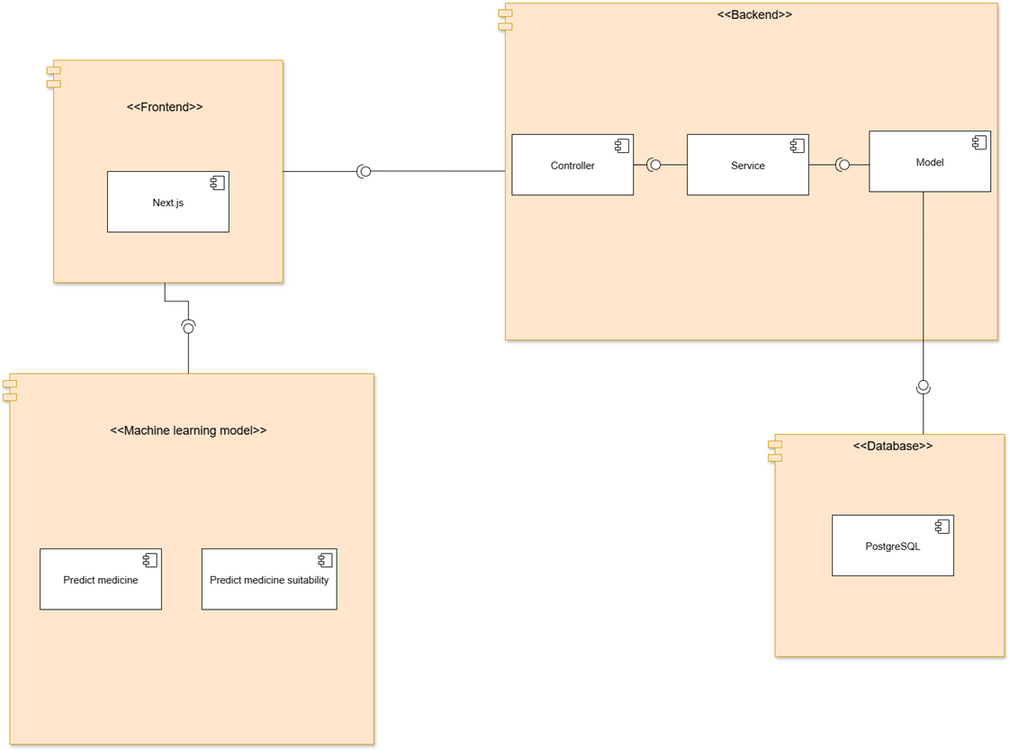 <<Backend>>
<<Frontend>>
Controller
Service
Model
Next.js
<<Machine learning model>>
<<Database>>
PostgreSQL
Predict medicine
Predict medicine suitability